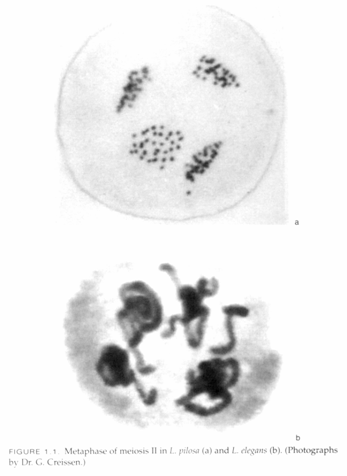 a
b
FIGURE 1.1. Metaphase of meiosis II in L. pilosa (a) and L. elegans (b). (Photographs
by Dr. G. Creissen.)